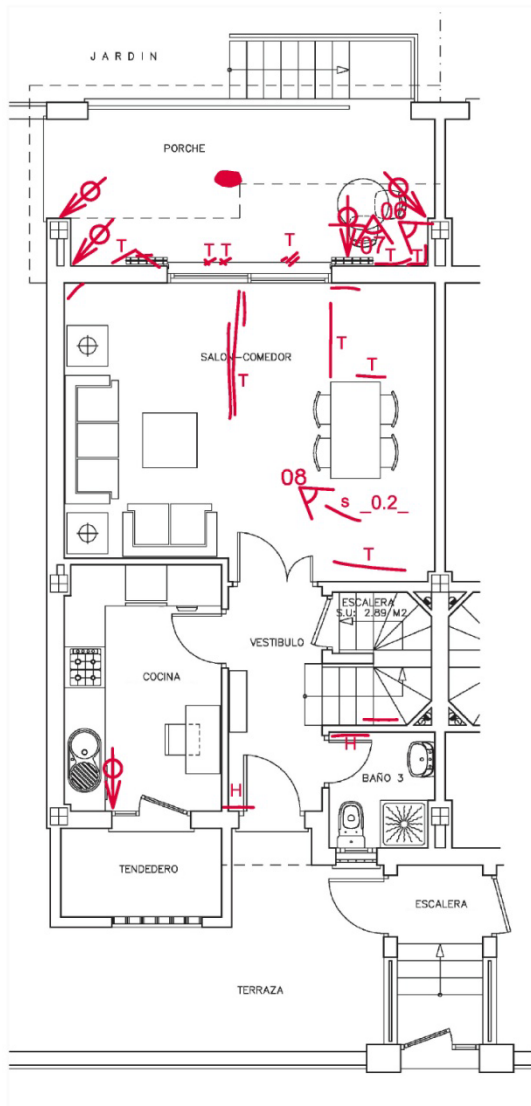 JARDIN
PORCHE
06
07
T
T T
T
T T
SALON-COMEDOR
T
T
T
08
s _0.2_
T
ESCALERA
S.U: 2.89/M2
VESTIBULO
COCINA
H
BAÑO 3
H
TENDEDERO
ESCALERA
TERRAZA